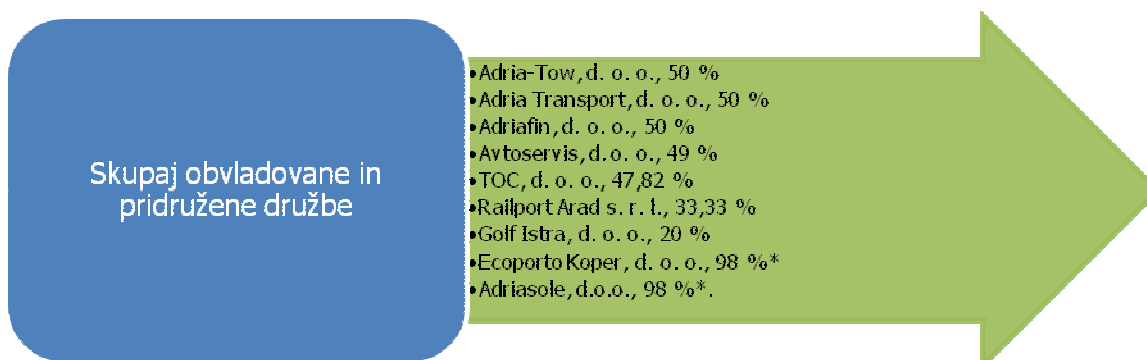 Skupaj obvladovane in
pridružene družbe
•Adria-Tow, d. o. o., 50 %
•Adria Transport, d. o. o., 50 %
•Adriafin, d. o. o., 50 %
•Avtoservis, d. o. o., 49 %
•TOC, d. o. o., 47,82 %
•Railport Arad s. r. l., 33,33 %
•Golf Istra, d. o. o., 20 %
•Ecoporto Koper, d. o. o., 98 %*
•Adriasole, d.o.o., 98 %*.